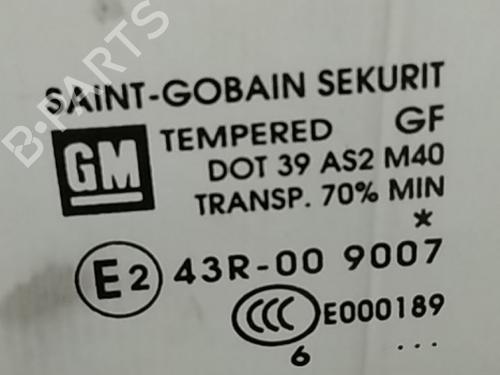 B-PARTS
SAINT-GOBAIN SEKURIT
GM TEMPERED GF
DOT 39 AS2 M40
TRANSP. 70% MIN
*
E2 43R-00 9007
CCC E000189
6 ...